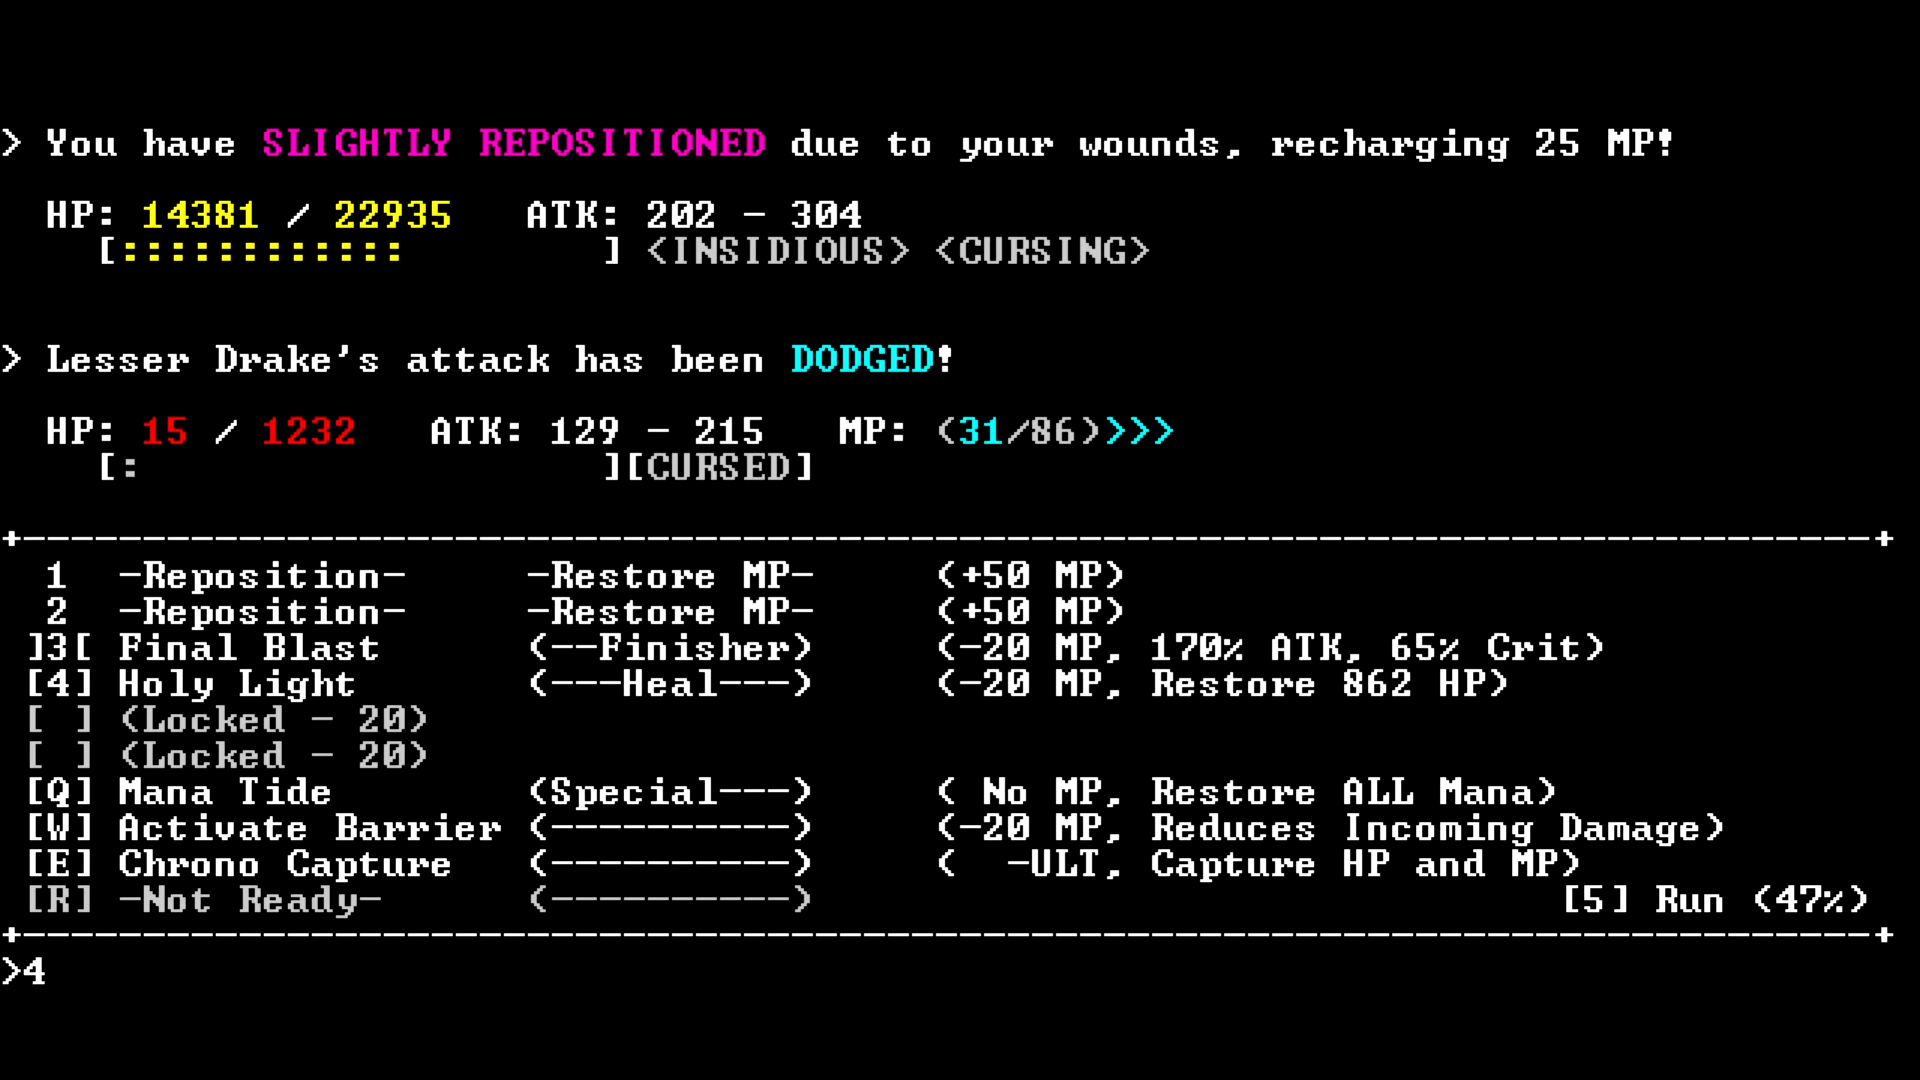 > You have SLIGHTLY REPOSITIONED due to your wounds, recharging 25 MP!
HP: 14381 / 22935   ATK: 202 - 304
[::::::::::::        ] <INSIDIOUS> <CURSING>
> Lesser Drake's attack has been DODGED!
HP: 15 / 1232   ATK: 129 - 215   MP: (31/86)>>>
[:                   ][CURSED]
+-----------------------------------------------------------------------------+
1  -Reposition-     -Restore MP-     (+50 MP)
2  -Reposition-     -Restore MP-     (+50 MP)
]3[ Final Blast      (--Finisher)     (-20 MP, 170% ATK, 65% Crit)
[4] Holy Light       (---Heal---)     (-20 MP, Restore 862 HP)
[ ] (Locked - 20)
[ ] (Locked - 20)
[Q] Mana Tide        (Special---)     ( No MP, Restore ALL Mana)
[W] Activate Barrier (----------)     (-20 MP, Reduces Incoming Damage)
[E] Chrono Capture   (----------)     (  -ULT, Capture HP and MP)
[R] -Not Ready-      (----------)                               [5] Run (47%)
+-----------------------------------------------------------------------------+
>4